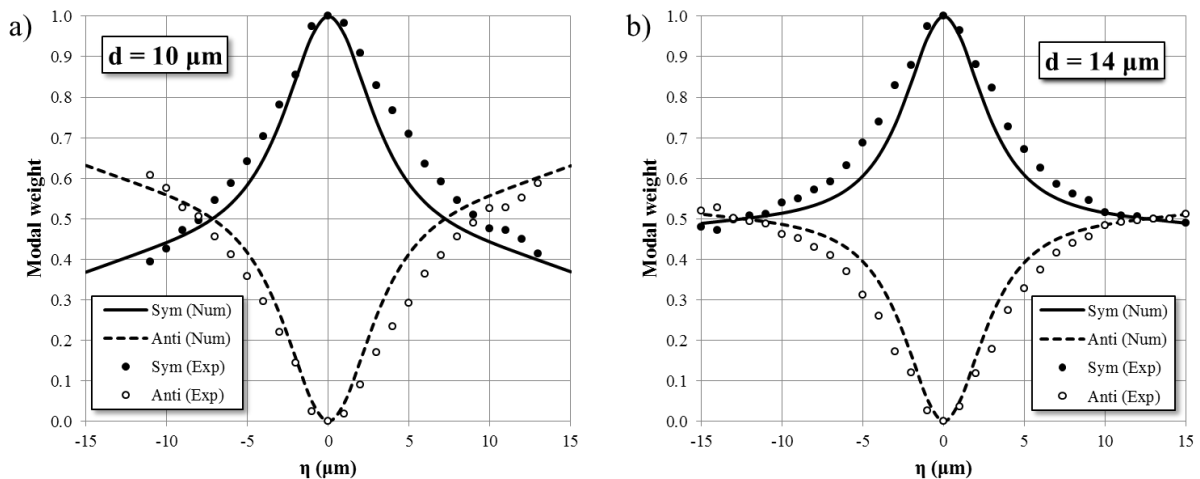 a)
d = 10 μm
Modal weight
1.0
0.9
0.8
0.7
0.6
0.5
0.4
0.3
0.2
0.1
0.0
Sym (Num)
Anti (Num)
Sym (Exp)
Anti (Exp)
-15 -10 -5 0 5 10 15
η (μm)
b)
d = 14 μm
Modal weight
1.0
0.9
0.8
0.7
0.6
0.5
0.4
0.3
0.2
0.1
0.0
Sym (Num)
Anti (Num)
Sym (Exp)
Anti (Exp)
-15 -10 -5 0 5 10 15
η (μm)